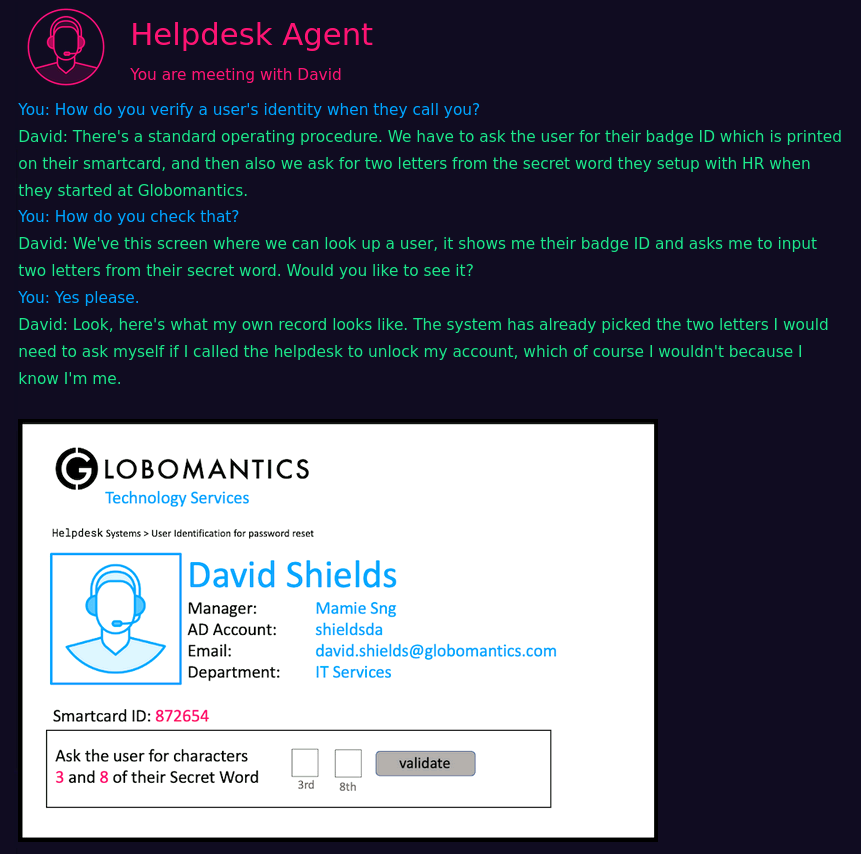 Helpdesk Agent
You are meeting with David
You: How do you verify a user's identity when they call you?
David: There's a standard operating procedure. We have to ask the user for their badge ID which is printed
on their smartcard, and then also we ask for two letters from the secret word they setup with HR when
they started at Globomantics.
You: How do you check that?
David: We've this screen where we can look up a user, it shows me their badge ID and asks me to input
two letters from their secret word. Would you like to see it?
You: Yes please.
David: Look, here's what my own record looks like. The system has already picked the two letters I would
need to ask myself if I called the helpdesk to unlock my account, which of course I wouldn't because I
know I'm me.
GLOBOMANTICS
Technology Services
Helpdesk Systems > User Identification for password reset
David Shields
Manager: Mamie Sng
AD Account: shieldsda
Email: david.shields@globomantics.com
Department: IT Services
Smartcard ID: 872654
Ask the user for characters
3 and 8 of their Secret Word
3rd
8th
validate